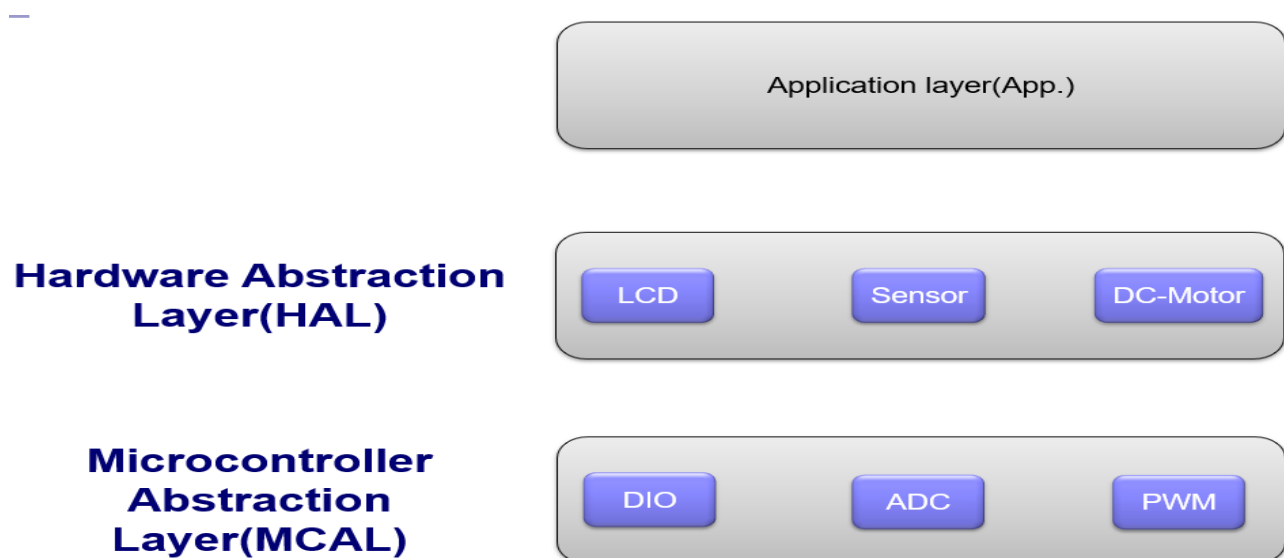 Application layer(App.)
Hardware Abstraction
Layer(HAL)
LCD
Sensor
DC-Motor
Microcontroller
Abstraction
Layer(MCAL)
DIO
ADC
PWM